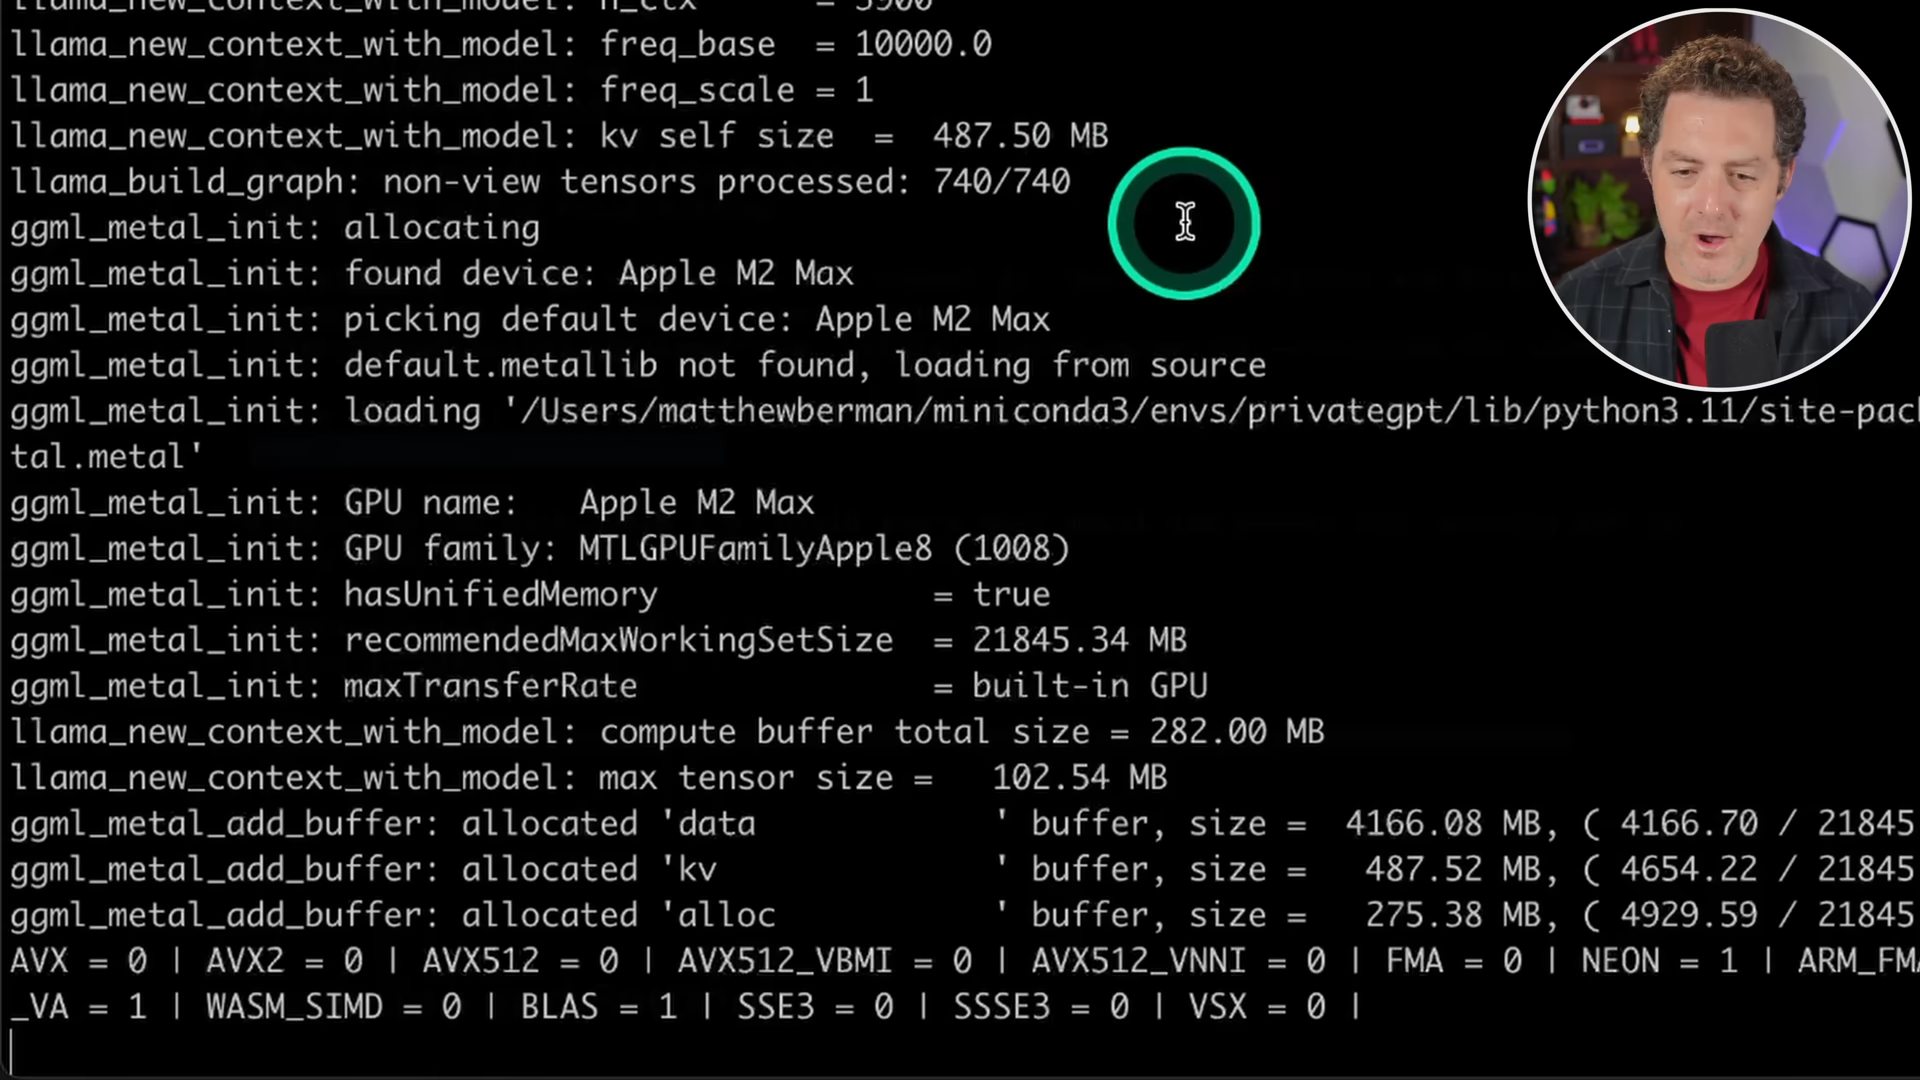 llama_new_context_with_model: n_ctx      = 3900
llama_new_context_with_model: freq_base  = 10000.0
llama_new_context_with_model: freq_scale = 1
llama_new_context_with_model: kv self size  =  487.50 MB
llama_build_graph: non-view tensors processed: 740/740
ggml_metal_init: allocating
ggml_metal_init: found device: Apple M2 Max
ggml_metal_init: picking default device: Apple M2 Max
ggml_metal_init: default.metallib not found, loading from source
ggml_metal_init: loading '/Users/matthewberman/miniconda3/envs/privategpt/lib/python3.11/site-pack
tal.metal'
ggml_metal_init: GPU name:   Apple M2 Max
ggml_metal_init: GPU family: MTLGPUFamilyApple8 (1008)
ggml_metal_init: hasUnifiedMemory              = true
ggml_metal_init: recommendedMaxWorkingSetSize  = 21845.34 MB
ggml_metal_init: maxTransferRate               = built-in GPU
llama_new_context_with_model: compute buffer total size = 282.00 MB
llama_new_context_with_model: max tensor size =   102.54 MB
ggml_metal_add_buffer: allocated 'data            ' buffer, size =  4166.08 MB, ( 4166.70 / 21845
ggml_metal_add_buffer: allocated 'kv              ' buffer, size =   487.52 MB, ( 4654.22 / 21845
ggml_metal_add_buffer: allocated 'alloc           ' buffer, size =   275.38 MB, ( 4929.59 / 21845
AVX = 0 | AVX2 = 0 | AVX512 = 0 | AVX512_VBMI = 0 | AVX512_VNNI = 0 | FMA = 0 | NEON = 1 | ARM_FMA
_VA = 1 | WASM_SIMD = 0 | BLAS = 1 | SSE3 = 0 | SSSE3 = 0 | VSX = 0 |